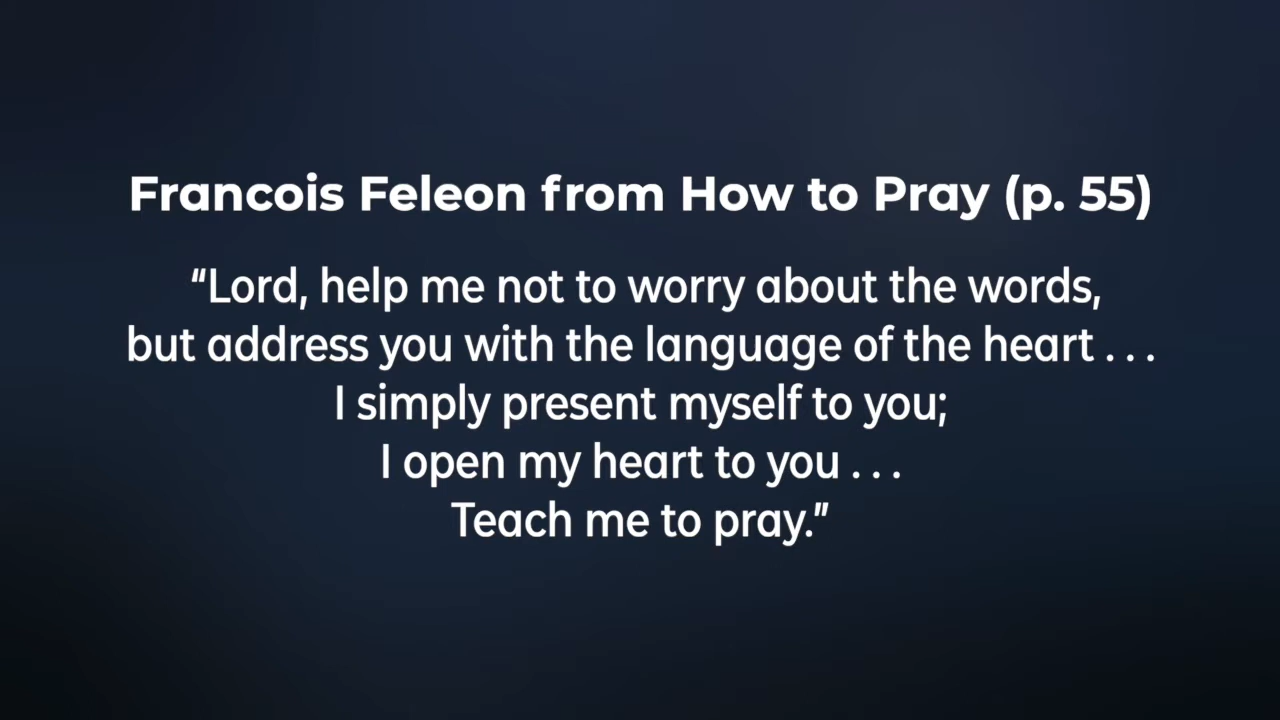 Francois Feleon from How to Pray (p. 55)
“Lord, help me not to worry about the words,
but address you with the language of the heart . . .
I simply present myself to you;
I open my heart to you . . .
Teach me to pray.”